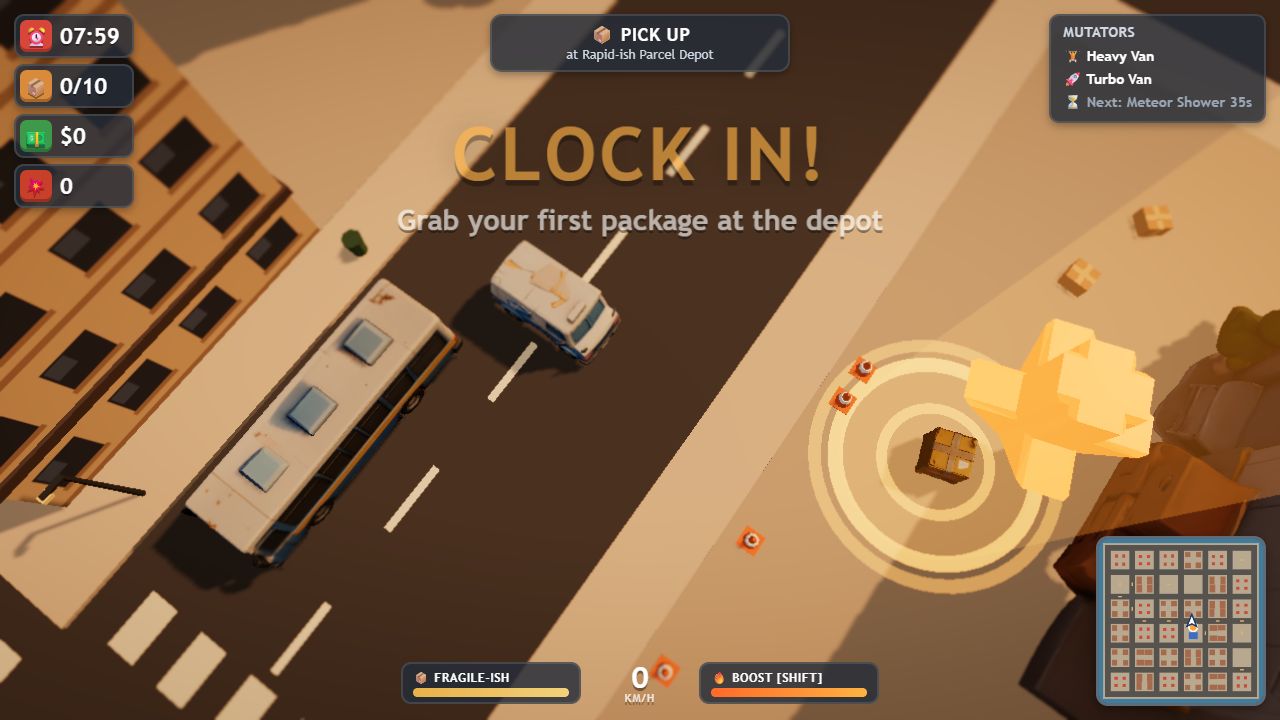 07:59
0/10
$0
0
PICK UP
at Rapid-ish Parcel Depot
MUTATORS
Heavy Van
Turbo Van
Next: Meteor Shower 35s
CLOCK IN!
Grab your first package at the depot
FRAGILE-ISH
0
KM/H
BOOST [SHIFT]